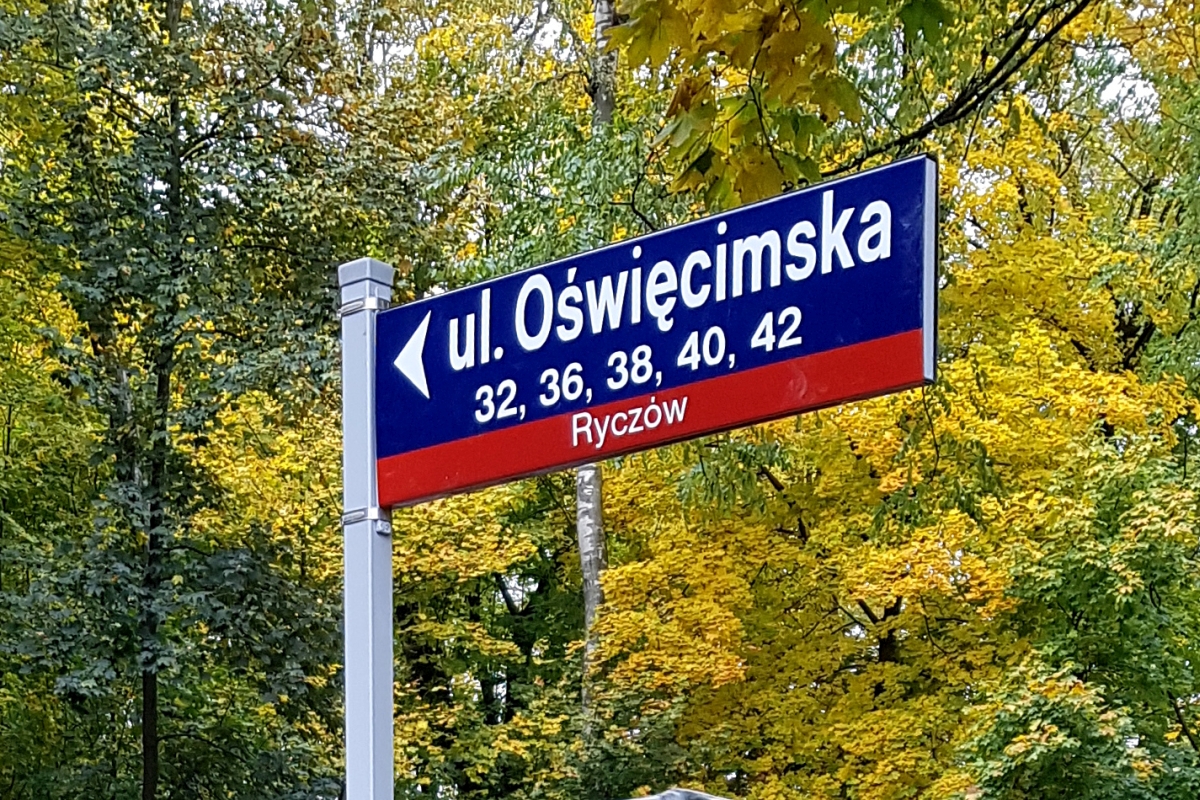 ul. Oświęcimska
32, 36, 38, 40, 42
Ryczów